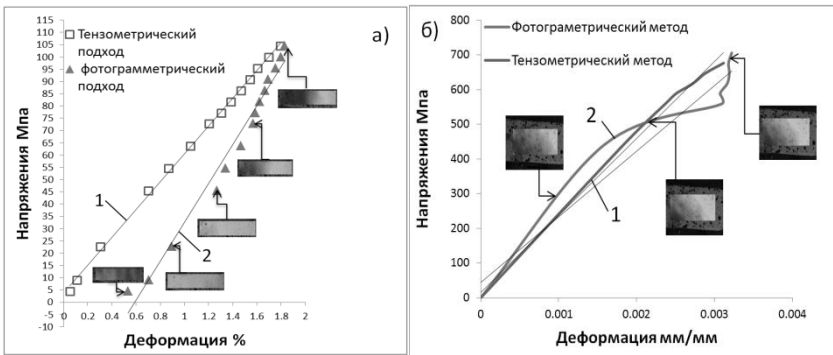 а)
Тензометрический
подход
фотограмметрический
подход
Напряжения Мпа
115
110
105
100
95
90
85
80
75
70
65
60
55
50
45
40
35
30
25
20
15
10
5
0
-5
-10
1
2
0 0.2 0.4 0.6 0.8 1 1.2 1.4 1.6 1.8 2
Деформация %
б)
Фотограметрический метод
Тензометрический метод
Напряжения Мпа
800
700
600
500
400
300
200
100
0
2
1
0 0.001 0.002 0.003 0.004
Деформация мм/мм